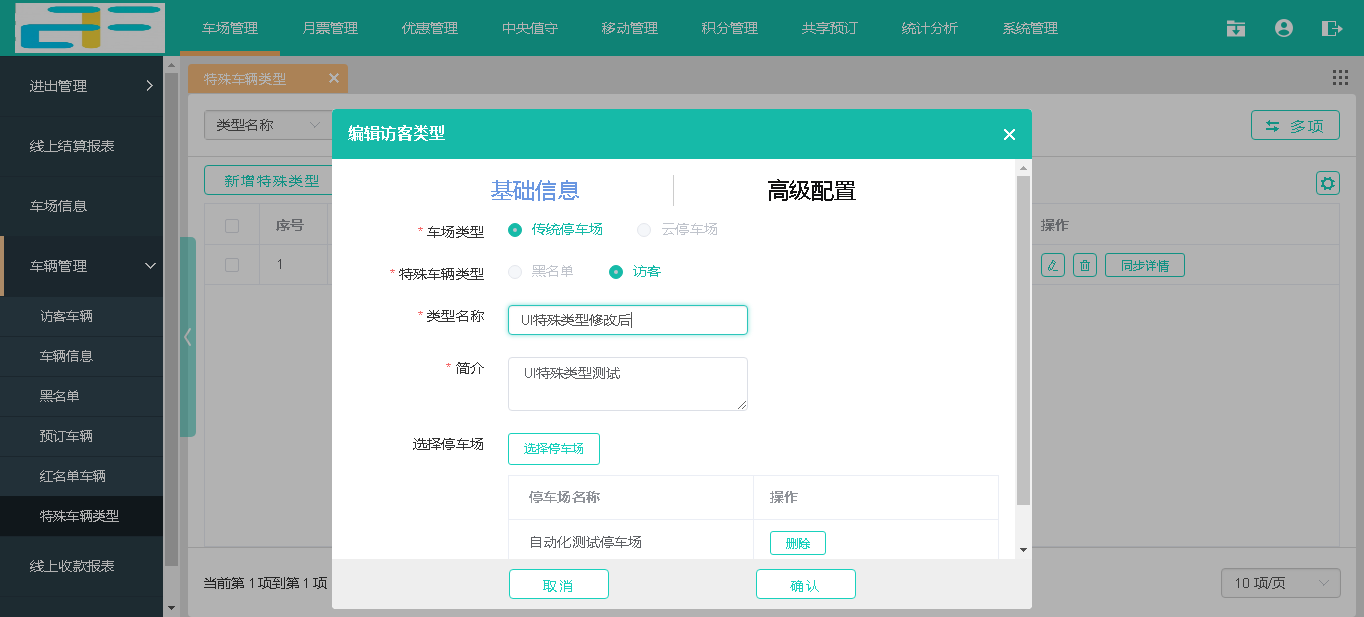 车场管理 月票管理 优惠管理 中央值守 移动管理 积分管理 共享预订 统计分析 系统管理
进出管理
线上结算报表
车场信息
车辆管理
访客车辆
车辆信息
黑名单
预订车辆
红名单车辆
特殊车辆类型
线上收款报表
特殊车辆类型
类型名称
多项
新增特殊类型
序号
操作
1
同步详情
当前第 1 项到第 1 项
10 项/页
编辑访客类型
基础信息 高级配置
* 车场类型 传统停车场 云停车场
* 特殊车辆类型 黑名单 访客
* 类型名称 UI特殊类型修改后
* 简介 UI特殊类型测试
选择停车场 选择停车场
停车场名称 操作
自动化测试停车场 删除
取消 确认